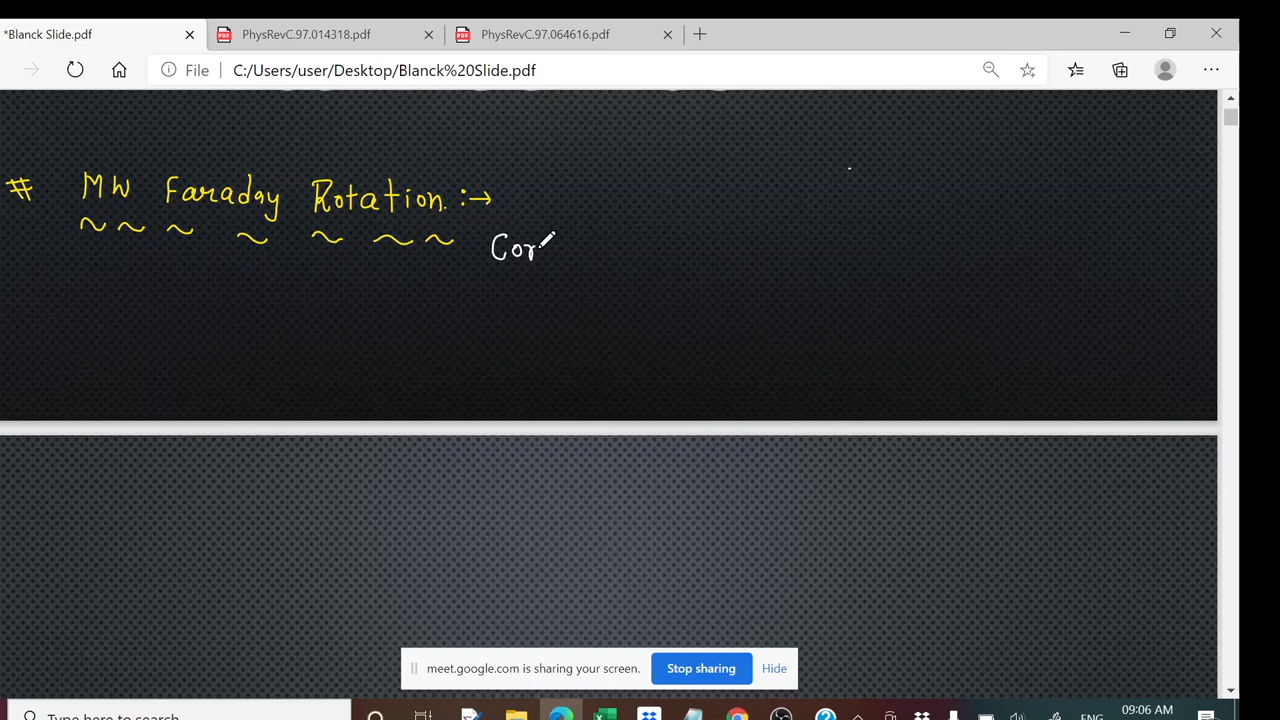 *Blanck Slide.pdf
PhysRevC.97.014318.pdf
PhysRevC.97.064616.pdf
File
C:/Users/user/Desktop/Blanck%20Slide.pdf
# MW Faraday Rotation :→
Cor
meet.google.com is sharing your screen.
Stop sharing
Hide
Type here to search
ENG
09:06 AM